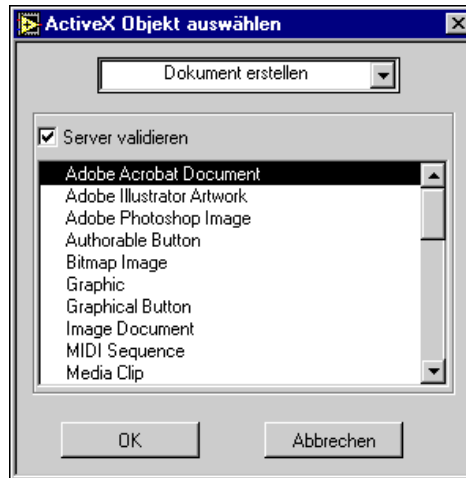 ActiveX Objekt auswählen
Dokument erstellen
Server validieren
Adobe Acrobat Document
Adobe Illustrator Artwork
Adobe Photoshop Image
Authorable Button
Bitmap Image
Graphic
Graphical Button
Image Document
MIDI Sequence
Media Clip
OK Abbrechen